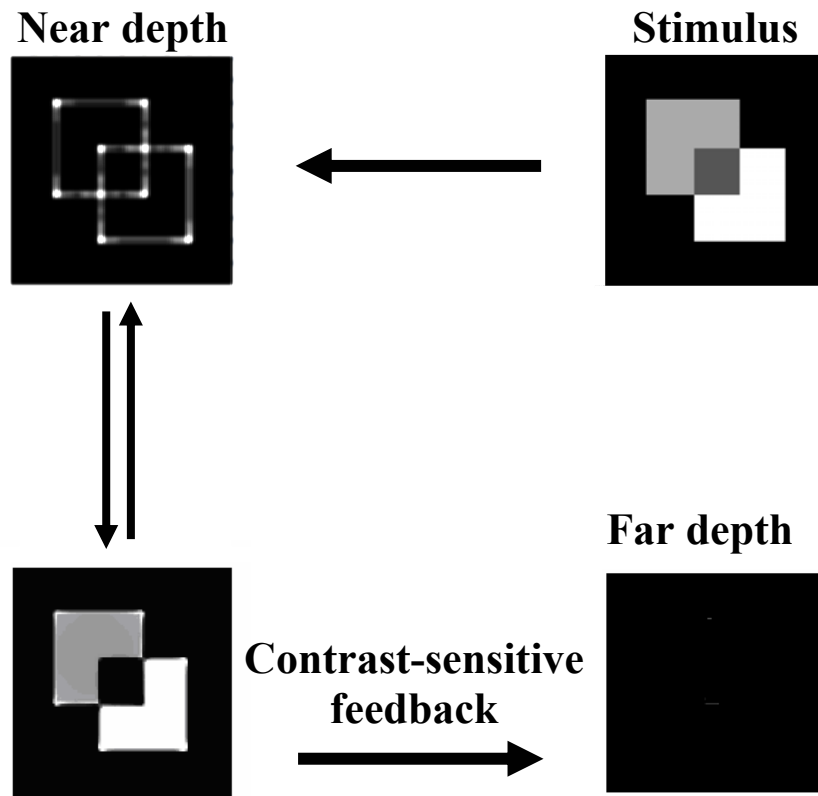 Near depth
Stimulus
Far depth
Contrast-sensitive
feedback